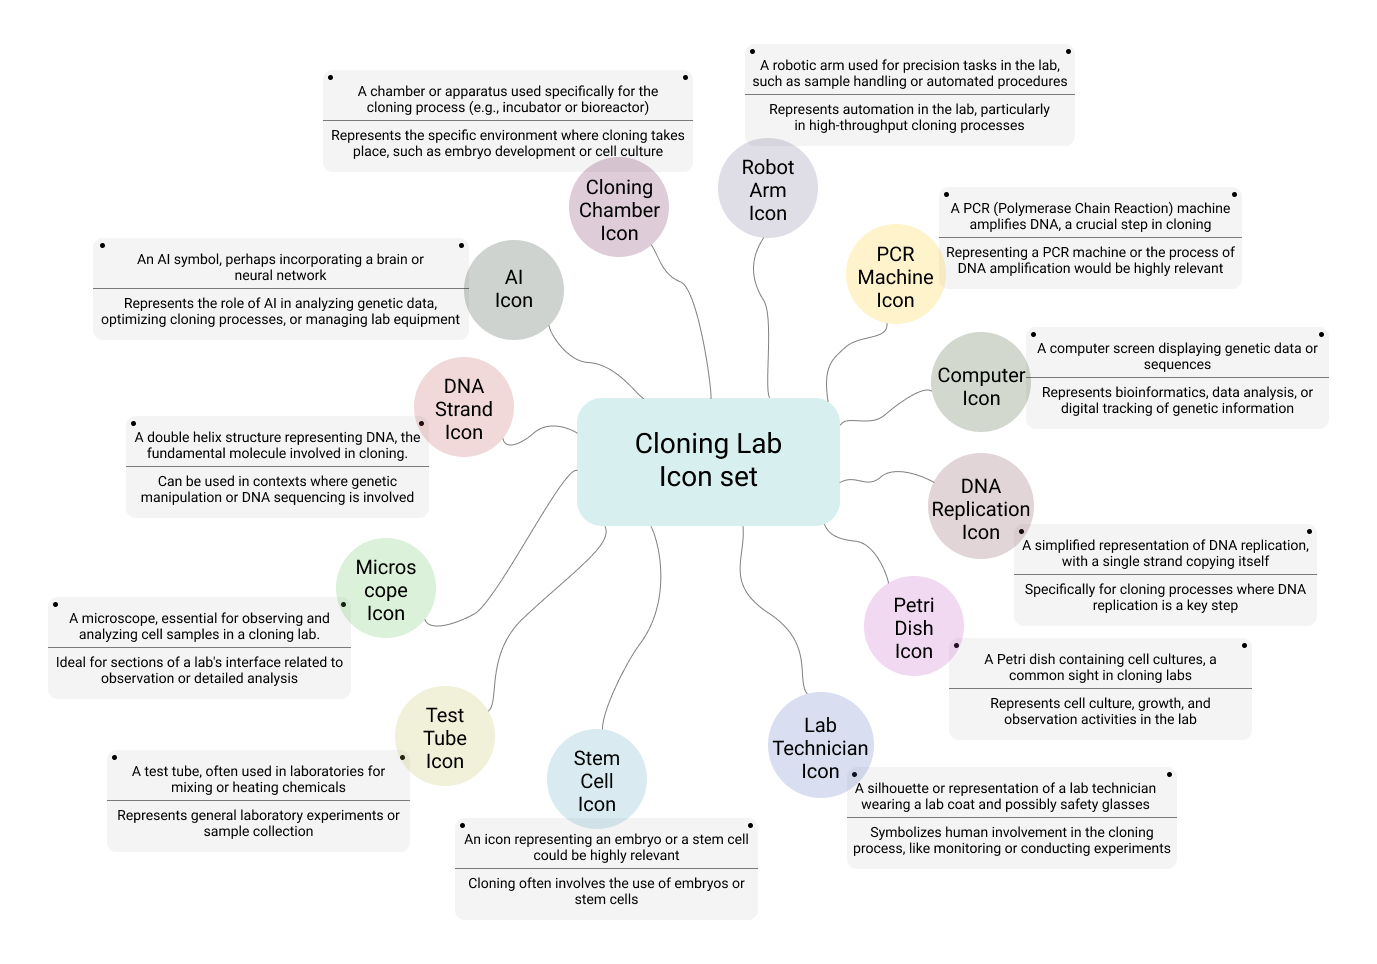 A robotic arm used for precision tasks in the lab,
such as sample handling or automated procedures
Represents automation in the lab, particularly
in high-throughput cloning processes
Robot
Arm
Icon
A chamber or apparatus used specifically for the
cloning process (e.g., incubator or bioreactor)
Represents the specific environment where cloning takes
place, such as embryo development or cell culture
Cloning
Chamber
Icon
A PCR (Polymerase Chain Reaction) machine
amplifies DNA, a crucial step in cloning
Representing a PCR machine or the process of
DNA amplification would be highly relevant
PCR
Machine
Icon
An AI symbol, perhaps incorporating a brain or
neural network
Represents the role of AI in analyzing genetic data,
optimizing cloning processes, or managing lab equipment
AI
Icon
A computer screen displaying genetic data or
sequences
Represents bioinformatics, data analysis, or
digital tracking of genetic information
Computer
Icon
DNA
Strand
Icon
A double helix structure representing DNA, the
fundamental molecule involved in cloning.
Can be used in contexts where genetic
manipulation or DNA sequencing is involved
Cloning Lab
Icon set
DNA
Replication
Icon
A simplified representation of DNA replication,
with a single strand copying itself
Specifically for cloning processes where DNA
replication is a key step
Micros
cope
Icon
A microscope, essential for observing and
analyzing cell samples in a cloning lab.
Ideal for sections of a lab's interface related to
observation or detailed analysis
Petri
Dish
Icon
A Petri dish containing cell cultures, a
common sight in cloning labs
Represents cell culture, growth, and
observation activities in the lab
Test
Tube
Icon
A test tube, often used in laboratories for
mixing or heating chemicals
Represents general laboratory experiments or
sample collection
Stem
Cell
Icon
An icon representing an embryo or a stem cell
could be highly relevant
Cloning often involves the use of embryos or
stem cells
Lab
Technician
Icon
A silhouette or representation of a lab technician
wearing a lab coat and possibly safety glasses
Symbolizes human involvement in the cloning
process, like monitoring or conducting experiments